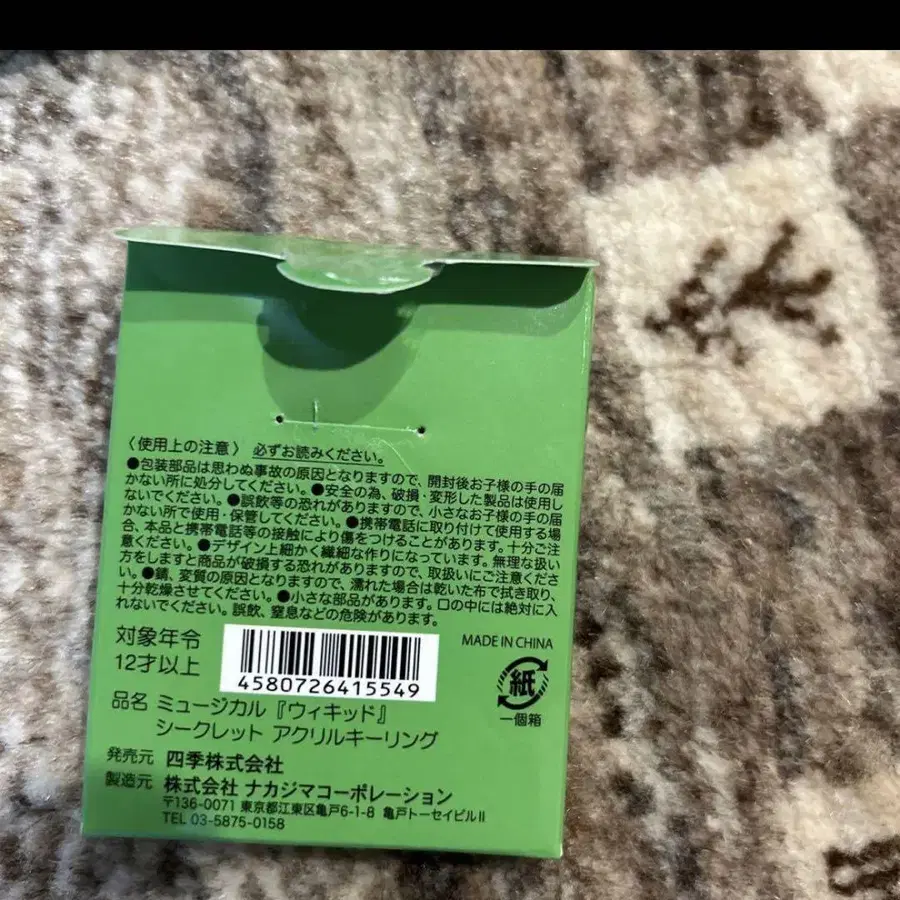 〈使用上の注意〉 必ずお読みください。
●包装部品は思わぬ事故の原因となりますので、開封後お子様の手の届
かない所に処分してください。●安全の為、破損・変形した製品は使用し
ないでください。●誤飲等の恐れがありますので、小さなお子様の手の届
かない所で使用・保管してください。●携帯電話に取り付けて使用する場
合、本品と携帯電話等の接触により傷をつけることがあります。十分ご注
意ください。●デザイン上細かく繊細な作りになっています。無理な扱い
方をしますと商品が破損する恐れがありますので、取扱いにご注意くださ
い。●錆、変質の原因となりますので、濡れた場合は乾いた布で拭き取り、
十分乾燥させてください。●小さな部品があります。口の中には絶対に入
れないでください。誤飲、窒息などの危険があります。
対象年令
12才以上
4580726415549
MADE IN CHINA
紙
一個箱
品名 ミュージカル『ウィキッド』
シークレット アクリルキーリング
発売元 四季株式会社
製造元 株式会社 ナカジマコーポレーション
〒136-0071 東京都江東区亀戸6-1-8 亀戸トーセイビルⅡ
TEL 03-5875-0158